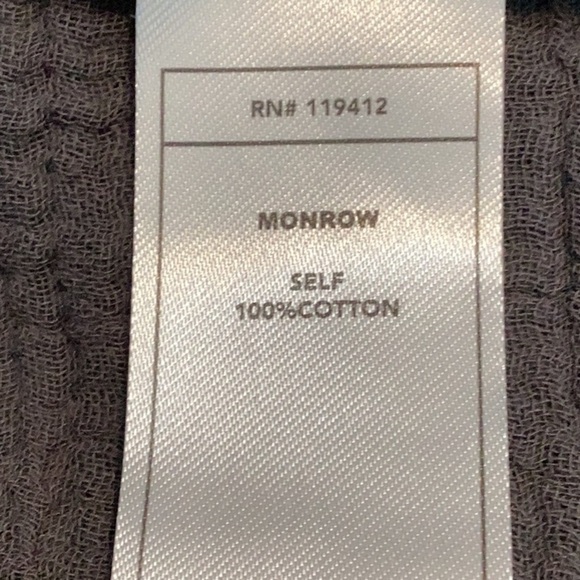 RN# 119412
MONROW
SELF
100%COTTON